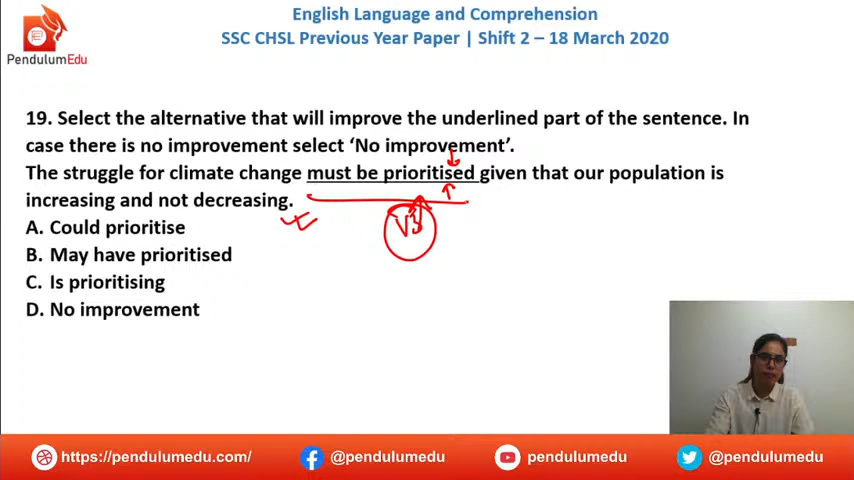 English Language and Comprehension
SSC CHSL Previous Year Paper | Shift 2 – 18 March 2020
PendulumEdu
19. Select the alternative that will improve the underlined part of the sentence. In
case there is no improvement select ‘No improvement’.
The struggle for climate change must be prioritised given that our population is
increasing and not decreasing.
V3
A. Could prioritise
B. May have prioritised
C. Is prioritising
D. No improvement
https://pendulumedu.com/ @pendulumedu pendulumedu @pendulumedu